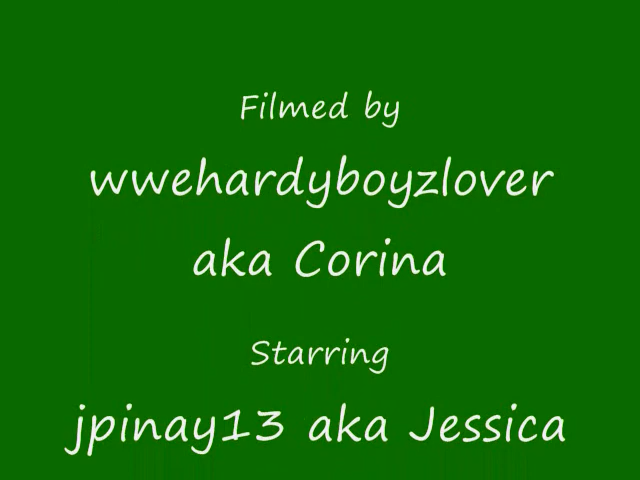 Filmed by
wwehardyboyzlover
aka Corina
Starring
jpinay13 aka Jessica